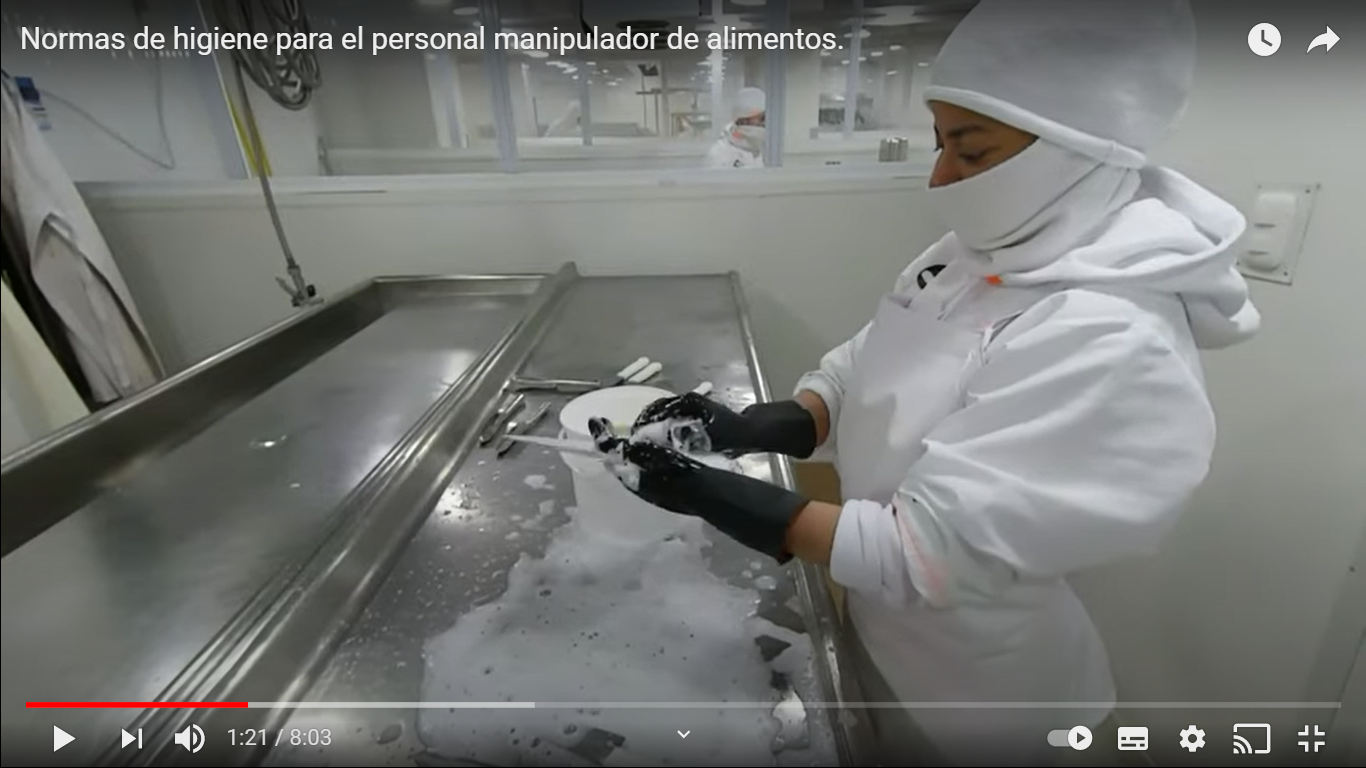 Normas de higiene para el personal manipulador de alimentos.
1:21 / 8:03